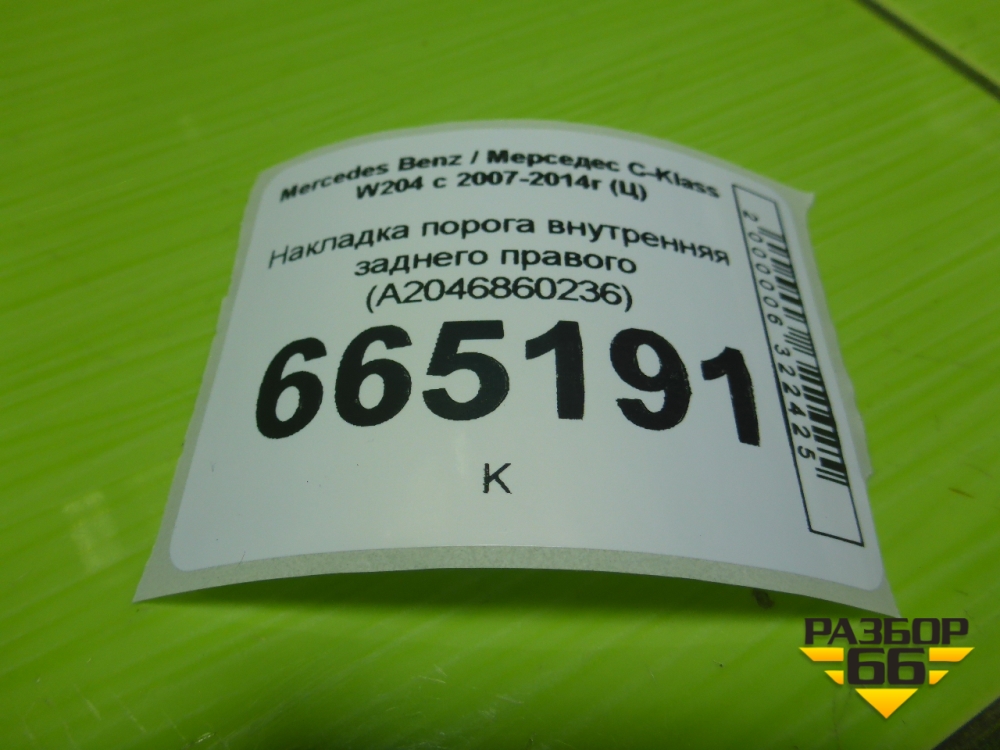 Mercedes Benz / Мерседес C-Klass
W204 с 2007-2014г (Ц)
Накладка порога внутренняя
заднего правого
(A2046860236)
665191
К
2000006322425
РАЗБОР
66